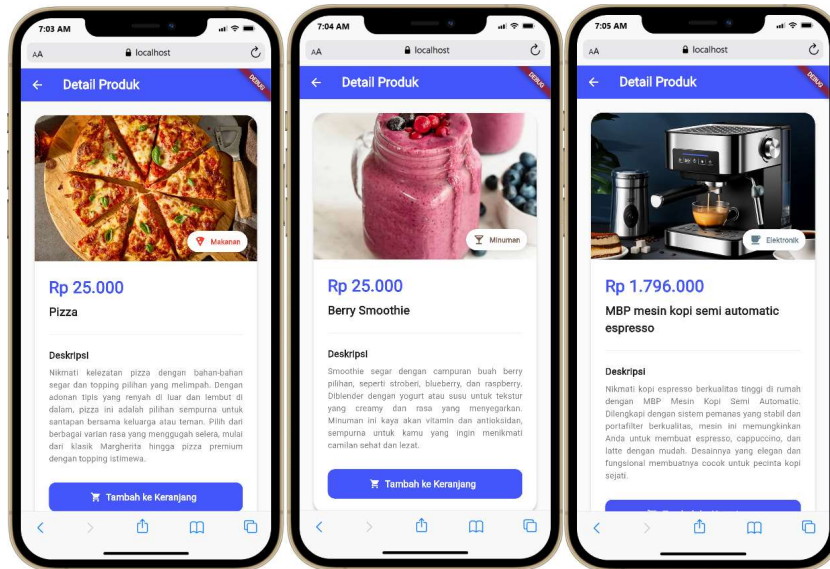 7:03 AM
AA localhost
Detail Produk
DEBUG
Makanan
Rp 25.000
Pizza
Deskripsi
Nikmati kelezatan pizza dengan bahan-bahan
segar dan topping pilihan yang melimpah. Dengan
adonan tipis yang renyah di luar dan lembut di
dalam, pizza ini adalah pilihan sempurna untuk
santapan bersama keluarga atau teman. Pilih dari
berbagai varian rasa yang menggugah selera, mulai
dari klasik Margherita hingga pizza premium
dengan topping istimewa.
Tambah ke Keranjang
7:04 AM
AA localhost
Detail Produk
DEBUG
Minuman
Rp 25.000
Berry Smoothie
Deskripsi
Smoothie segar dengan campuran buah berry
pilihan, seperti stroberi, blueberry, dan raspberry.
Diblender dengan yogurt atau susu untuk tekstur
yang creamy dan rasa yang menyegarkan.
Minuman ini kaya akan vitamin dan antioksidan,
sempurna untuk kamu yang ingin menikmati
camilan sehat dan lezat.
Tambah ke Keranjang
7:05 AM
AA localhost
Detail Produk
DEBUG
Elektronik
Rp 1.796.000
MBP mesin kopi semi automatic
espresso
Deskripsi
Nikmati kopi espresso berkualitas tinggi di rumah
dengan MBP Mesin Kopi Semi Automatic.
Dilengkapi dengan sistem pemanas yang stabil dan
portafilter berkualitas, mesin ini memungkinkan
Anda untuk membuat espresso, cappuccino, dan
latte dengan mudah. Desainnya yang elegan dan
fungsional membuatnya cocok untuk pecinta kopi
sejati.